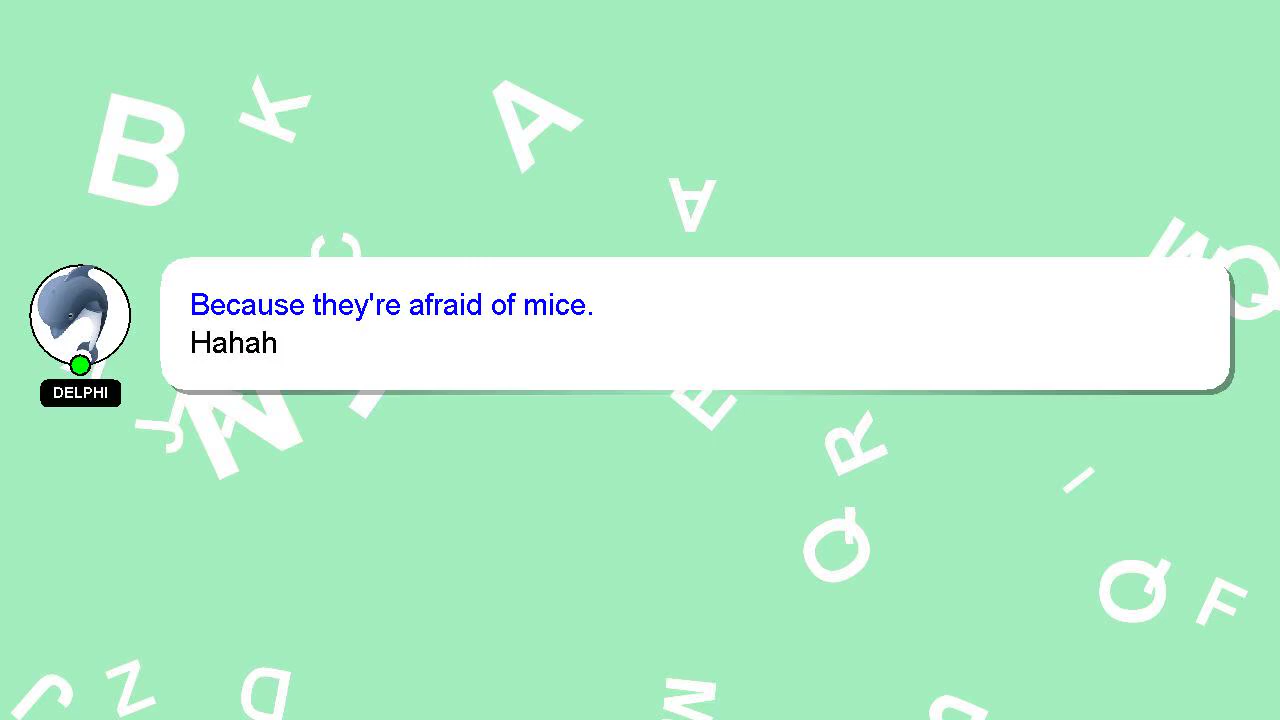 B
K
A
A
C
M
Q
Because they're afraid of mice.
Hahah
DELPHI
J
A
N
E
R
I
Q
Q
F
J
Z
D
M